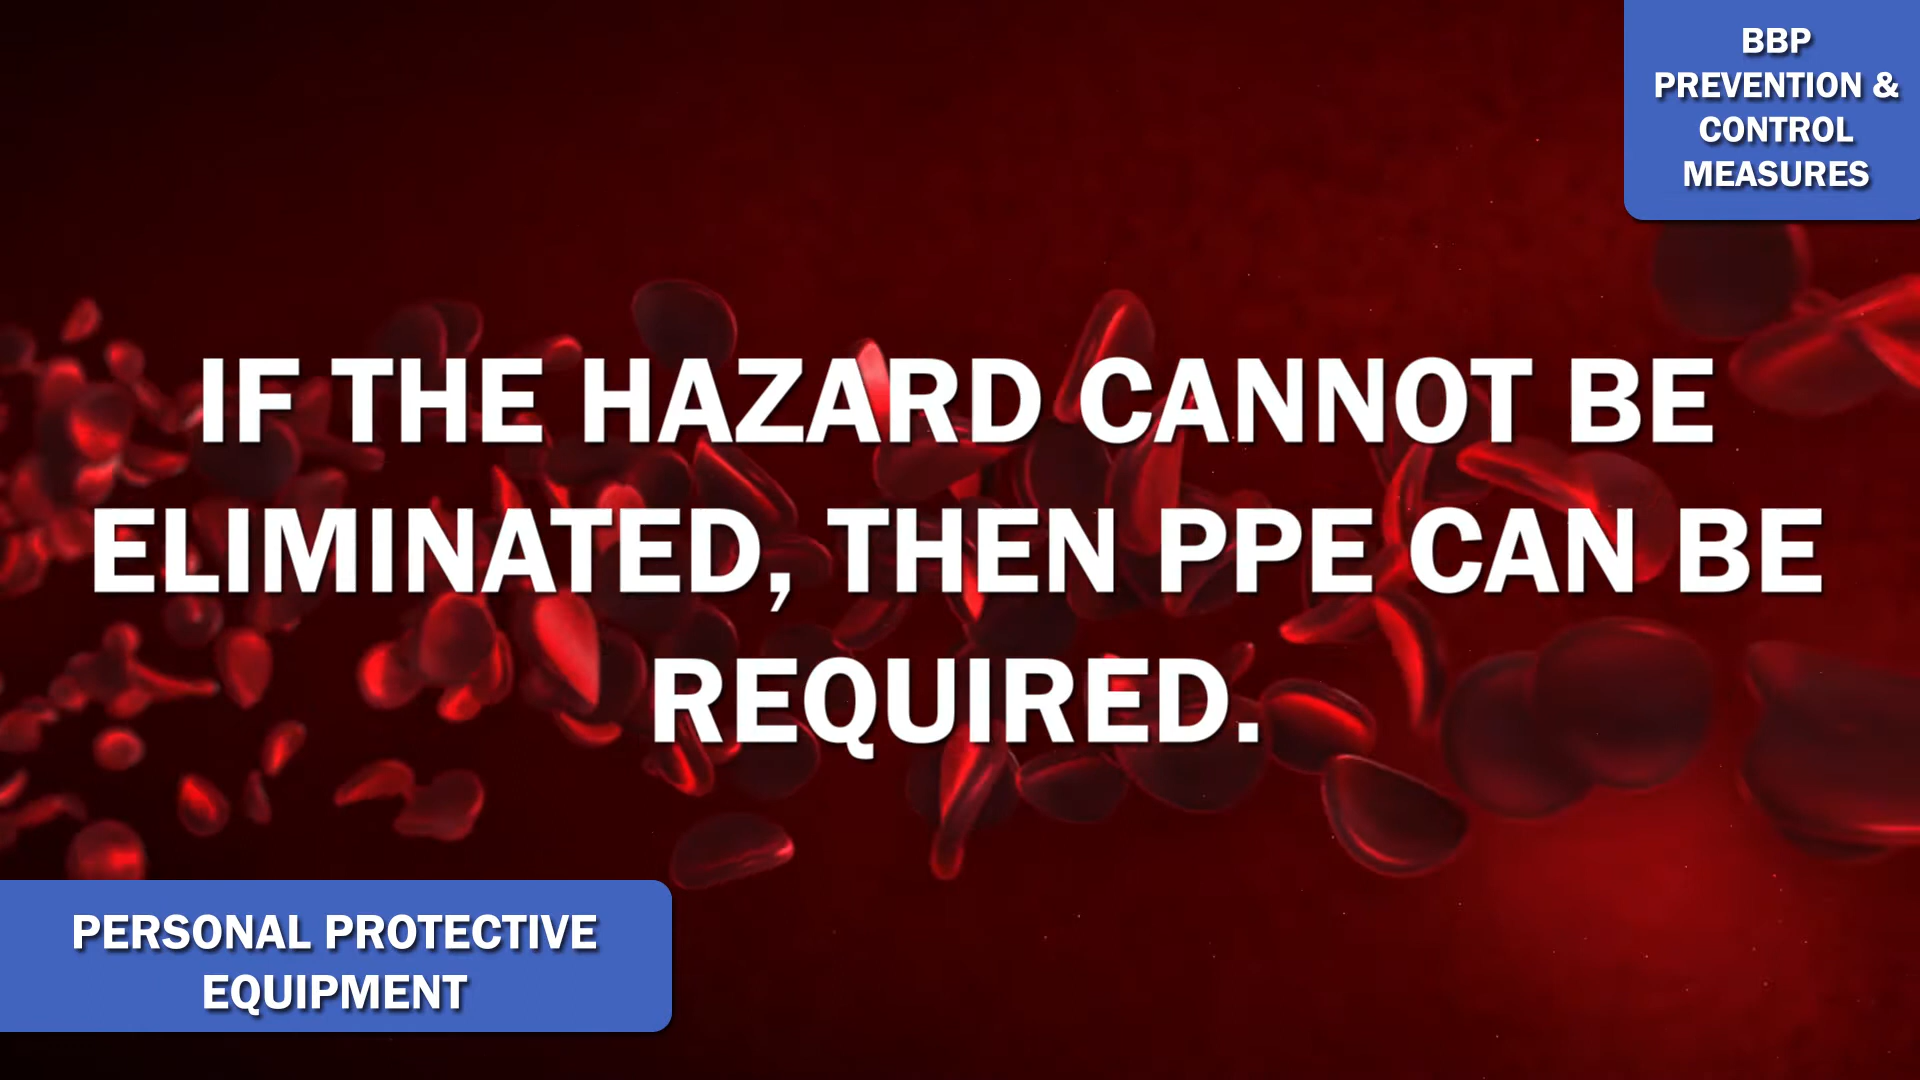 BBP
PREVENTION &
CONTROL
MEASURES
IF THE HAZARD CANNOT BE
ELIMINATED, THEN PPE CAN BE
REQUIRED.
PERSONAL PROTECTIVE
EQUIPMENT